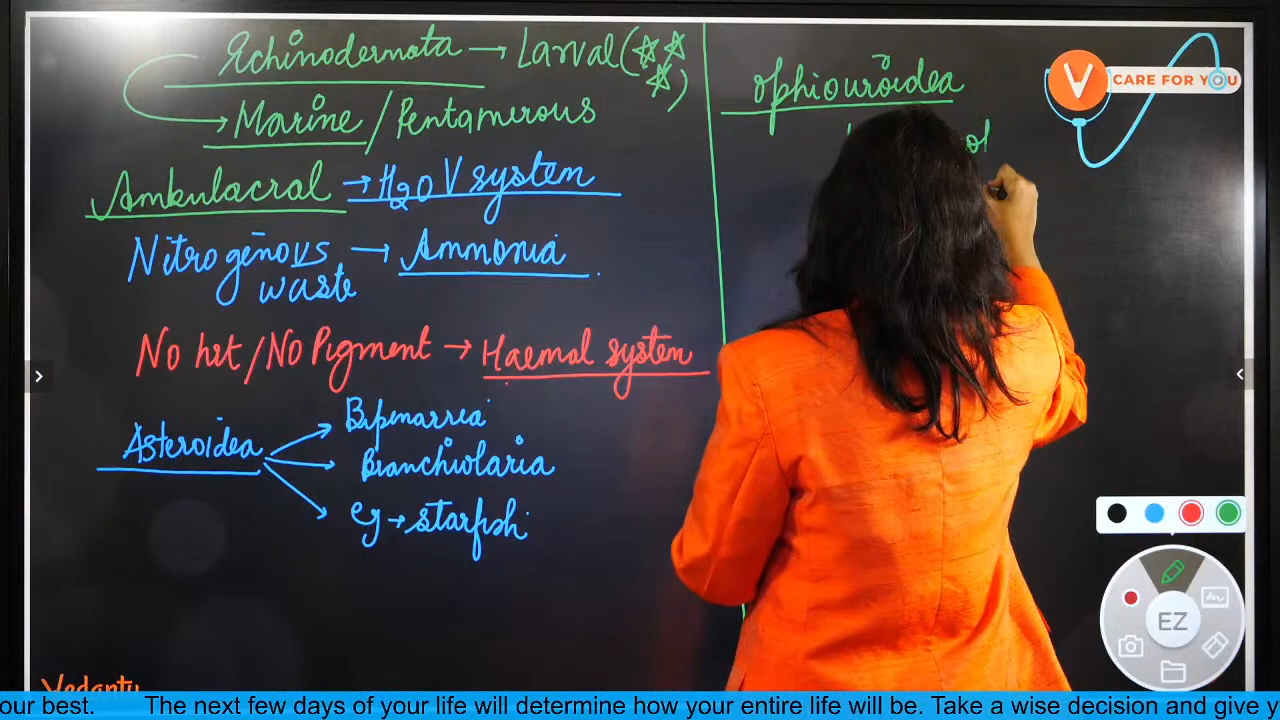 Echinodermata → Larval (☆☆☆)
Marine / Pentamerous
Ambulacral → H2O V system
Nitrogenous waste → Ammonia
No hrt / No Pigment → Haemal system
Asteroidea
Bipinarrea
Branchiolaria
eg → starfish
Ophiouroidea
V CARE FOR YOU
EZ
Vedantu
our best. The next few days of your life will determine how your entire life will be. Take a wise decision and give y